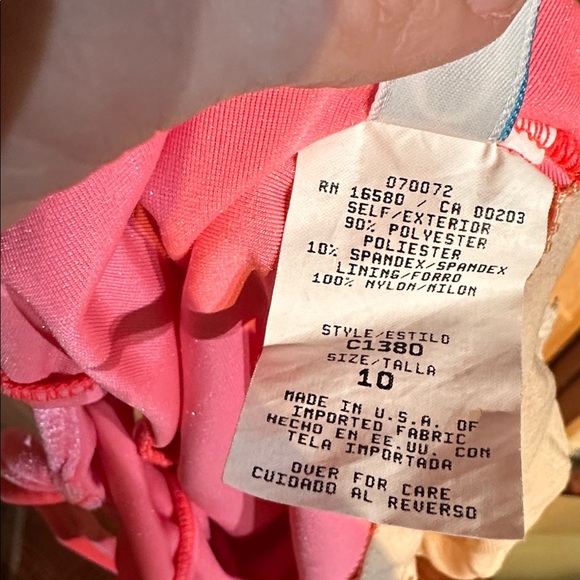 070072
RN 16580 / CA 00203
SELF/EXTERIOR
90% POLYESTER
POLIESTER
10% SPANDEX/SPANDEX
LINING/FORRO
100% NYLON/NILON
STYLE/ESTILO
C1380
SIZE/TALLA
10
MADE IN U.S.A. OF
IMPORTED FABRIC
HECHO EN EE.UU. CON
TELA IMPORTADA
OVER FOR CARE
CUIDADO AL REVERSO